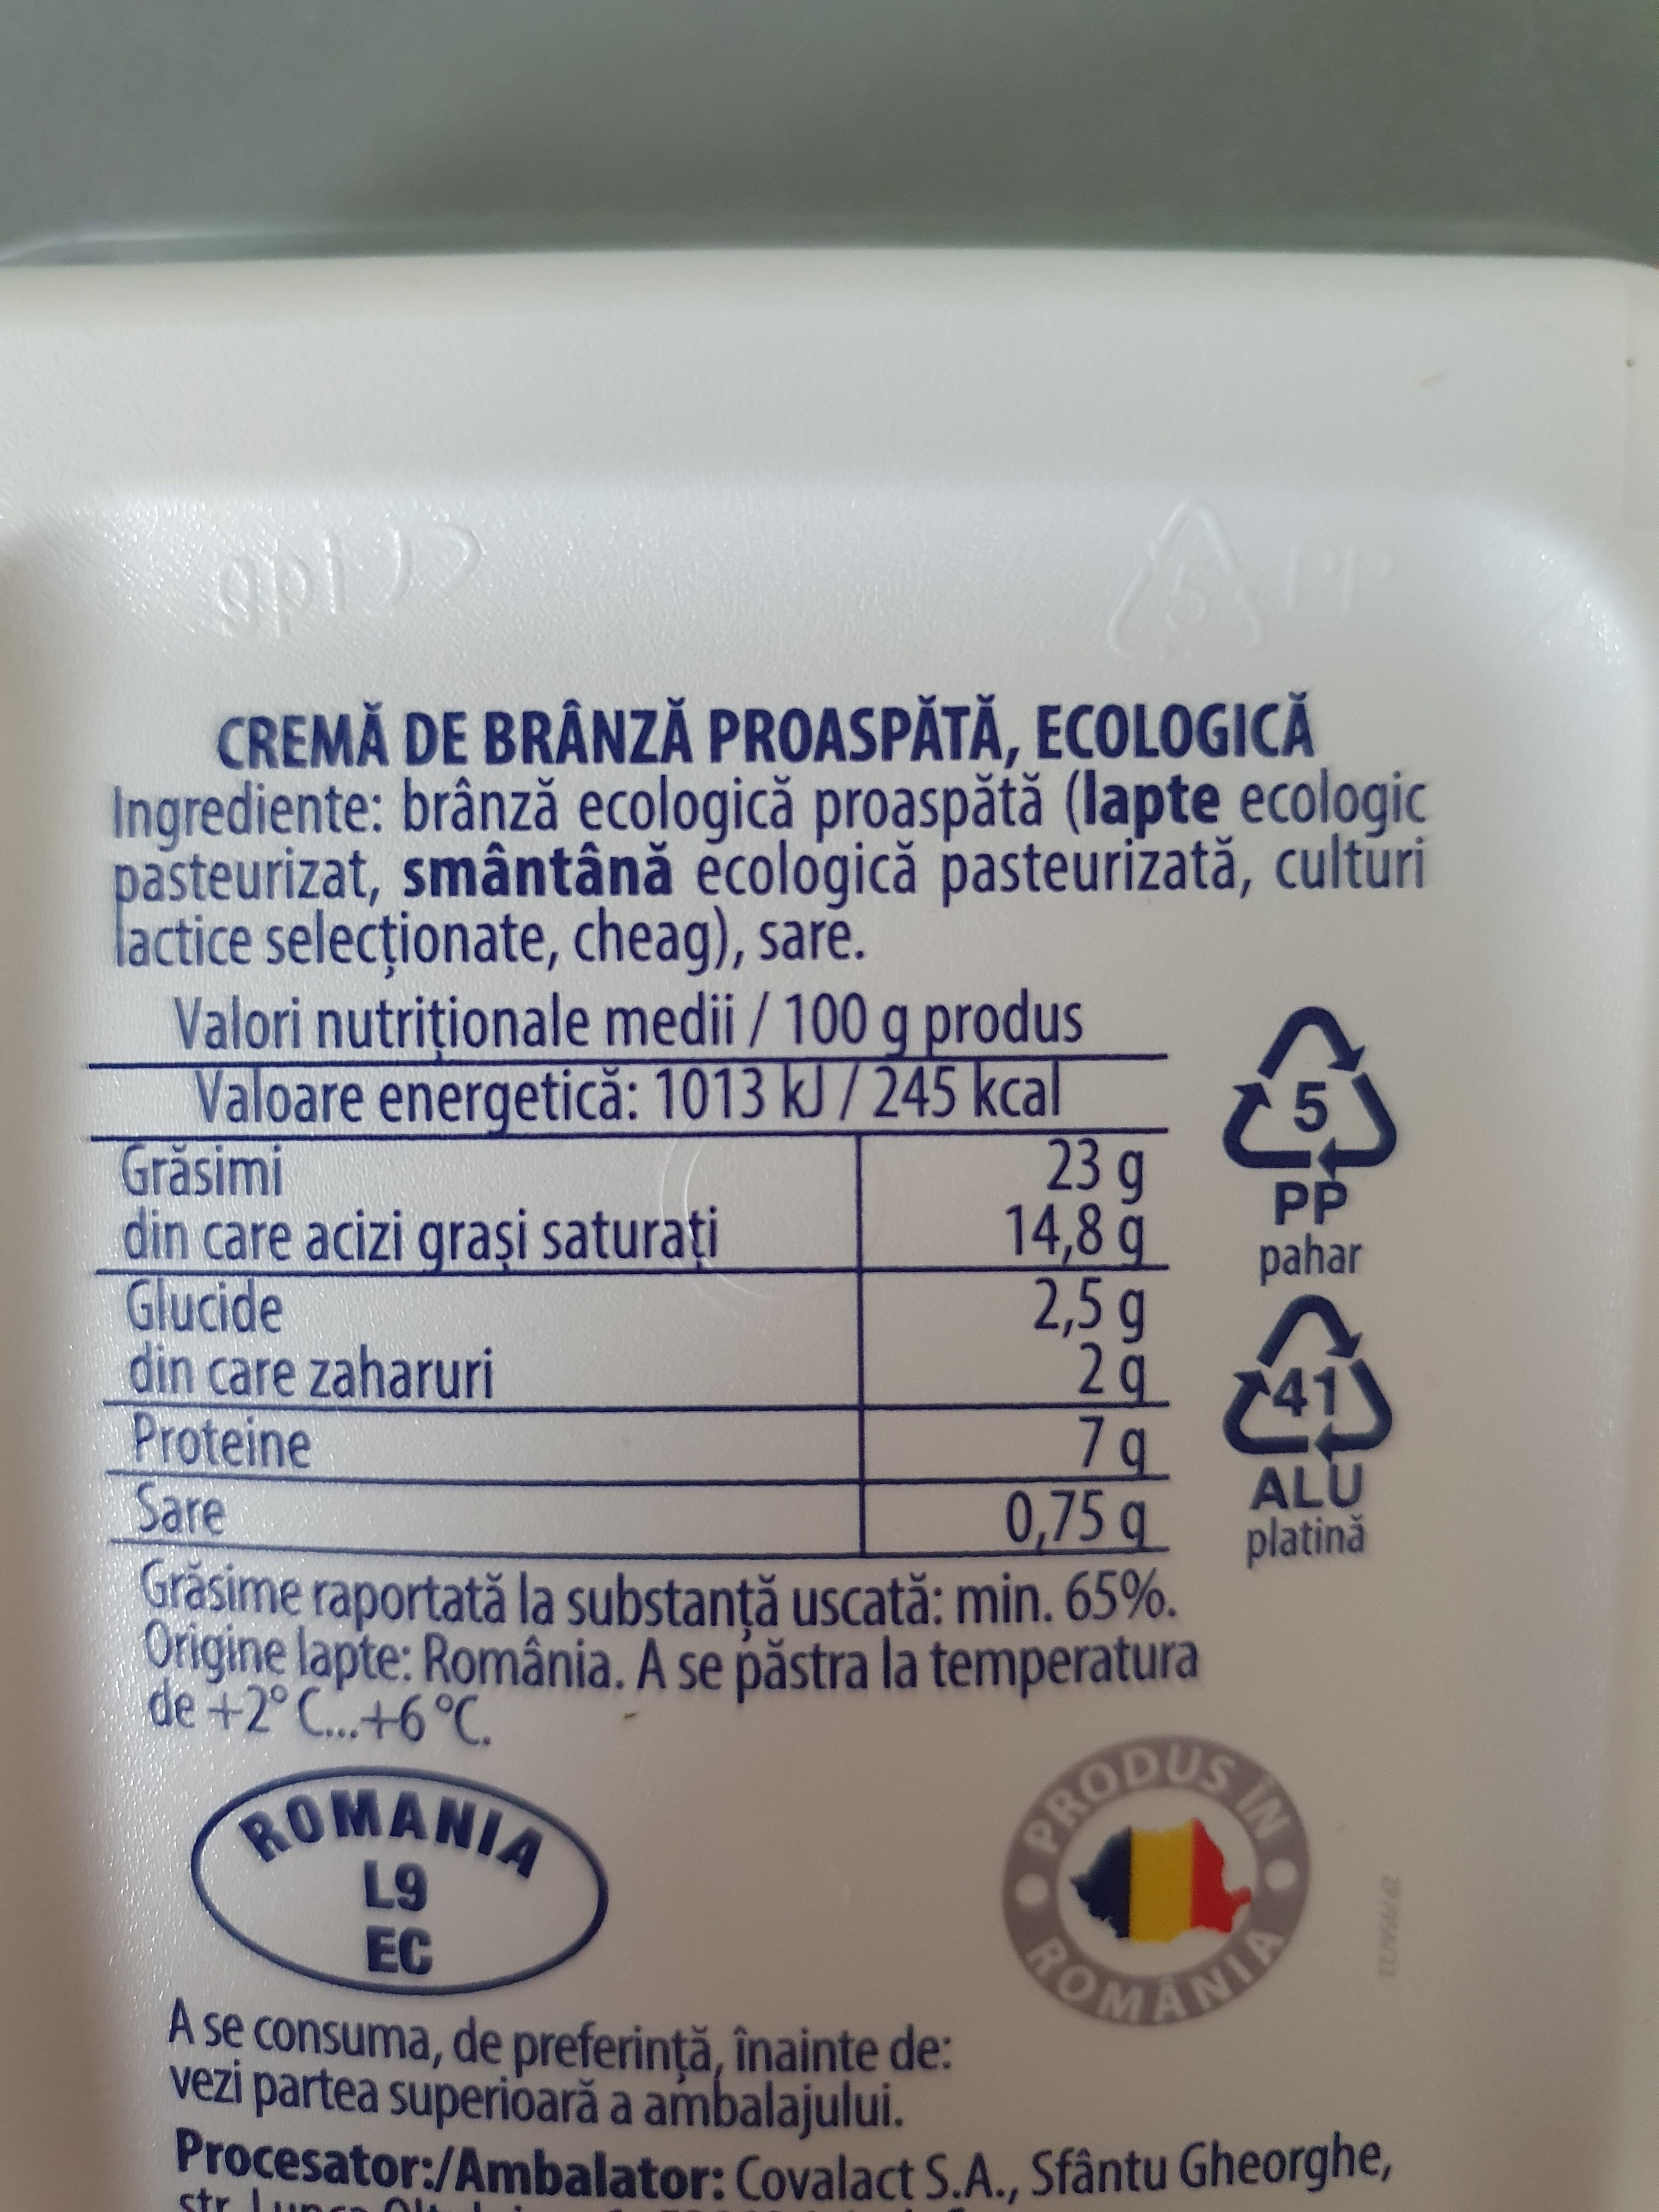 PP
5
CREMĂ DE BRÂNZĂ PROASPĂTĂ, ECOLOGICĂ
Ingrediente: brânză ecologică proaspătă (lapte ecologic
pasteurizat, smântână ecologică pasteurizată, culturi
lactice selecționate, cheag), sare.
Valori nutriționale medii / 100 g produs
Valoare energetică: 1013 kJ / 245 kcal
Grăsimi 23 g
din care acizi grași saturați 14,8 g
Glucide 2,5 g
din care zaharuri 2 g
Proteine 7 g
Sare 0,75 g
5
PP
pahar
41
ALU
platină
Grăsime raportată la substanță uscată: min. 65%.
Origine lapte: România. A se păstra la temperatura
de +2°C...+6°C.
ROMANIA
L9
EC
PRODUS ÎN
ROMÂNIA
A se consuma, de preferință, înainte de:
vezi partea superioară a ambalajului.
Procesator:/Ambalator: Covalact S.A., Sfântu Gheorghe,